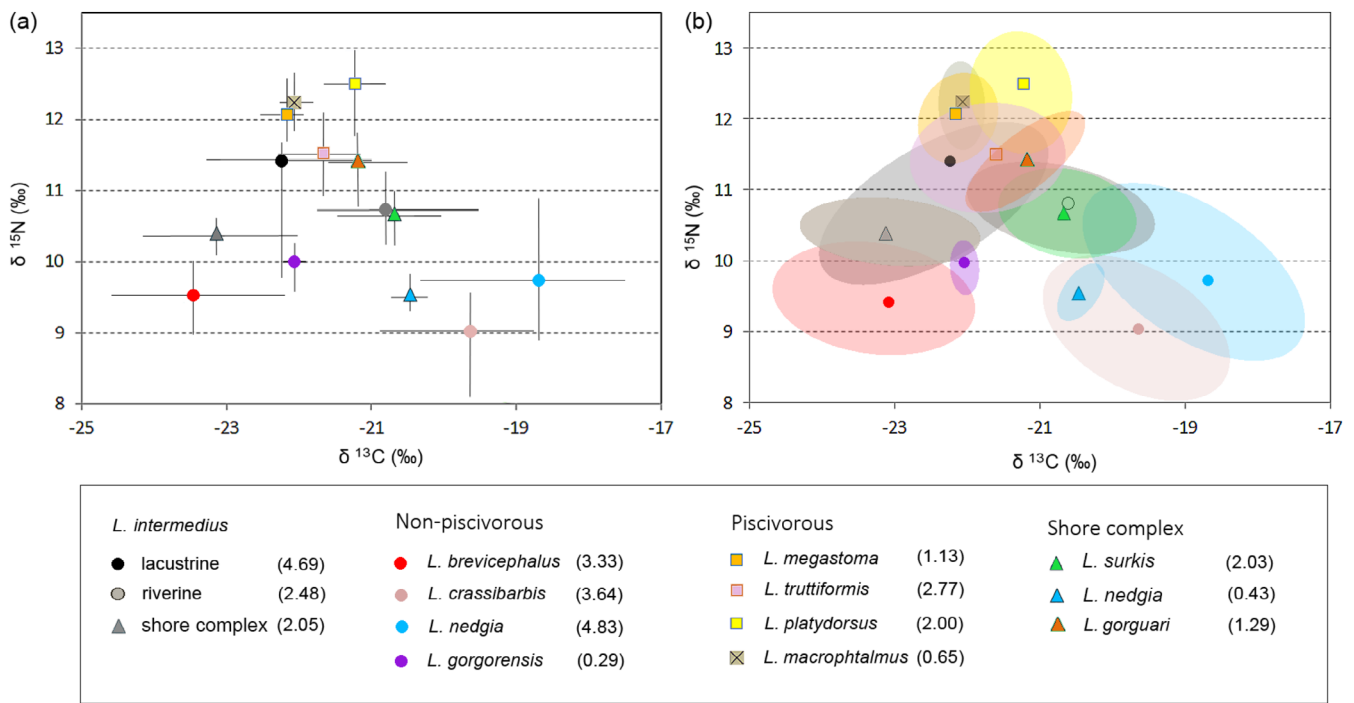 (a)
(b)
13
12
11
10
9
8
δ 15N (‰)
-25
-23
-21
-19
-17
δ 13C (‰)
13
12
11
10
9
8
δ 15N (‰)
-25
-23
-21
-19
-17
δ 13C (‰)
L. intermedius
lacustrine (4.69)
riverine (2.48)
shore complex (2.05)
Non-piscivorous
L. brevicephalus (3.33)
L. crassibarbis (3.64)
L. nedgia (4.83)
L. gorgorensis (0.29)
Piscivorous
L. megastoma (1.13)
L. truttiformis (2.77)
L. platydorsus (2.00)
L. macrophtalmus (0.65)
Shore complex
L. surkis (2.03)
L. nedgia (0.43)
L. gorguari (1.29)